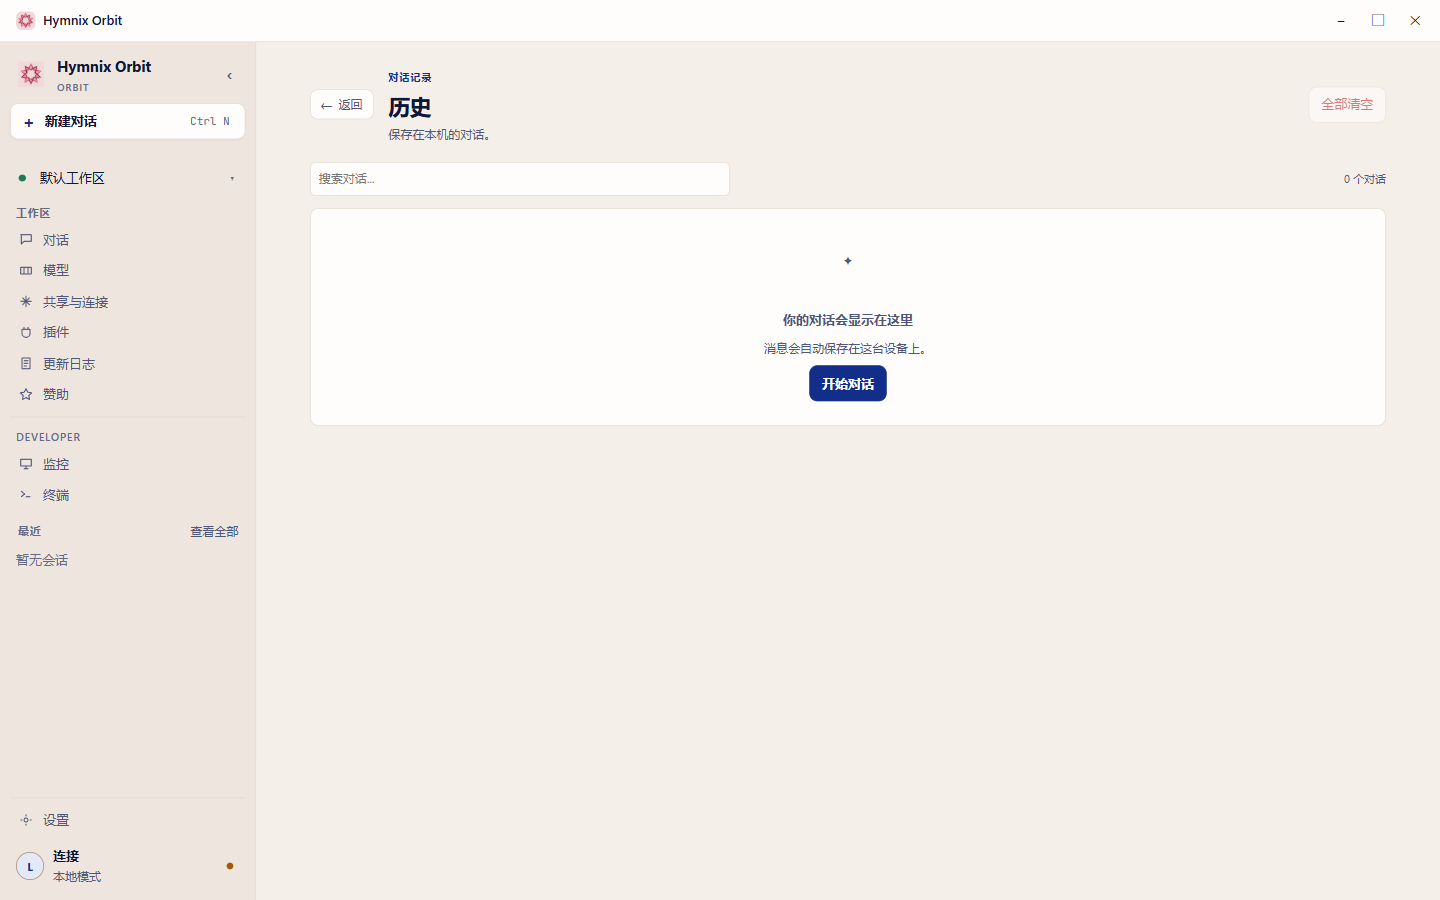 Hymnix Orbit
Hymnix Orbit
ORBIT
+ 新建对话 Ctrl N
默认工作区
工作区
对话
模型
共享与连接
插件
更新日志
赞助
DEVELOPER
监控
终端
最近 查看全部
暂无会话
设置
L
连接
本地模式
← 返回
对话记录
历史
保存在本机的对话。
全部清空
搜索对话...
0 个对话
你的对话会显示在这里
消息会自动保存在这台设备上。
开始对话